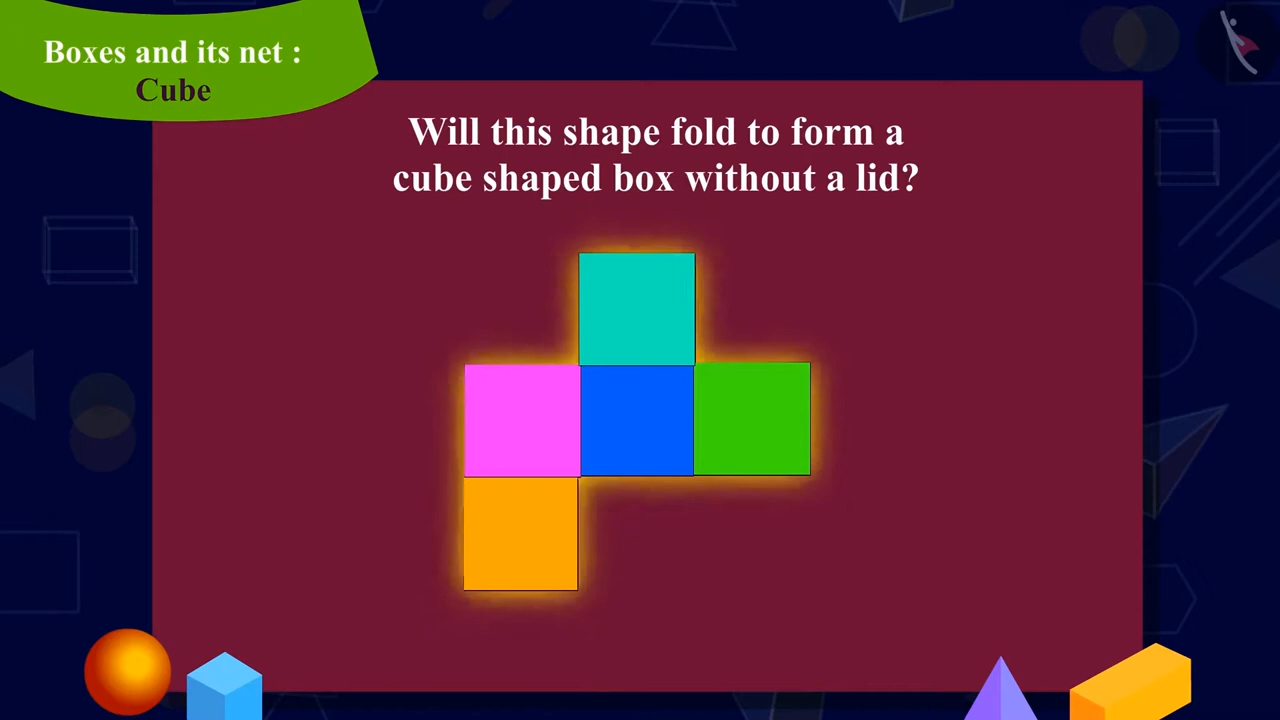 Boxes and its net :
Cube
Will this shape fold to form a
cube shaped box without a lid?